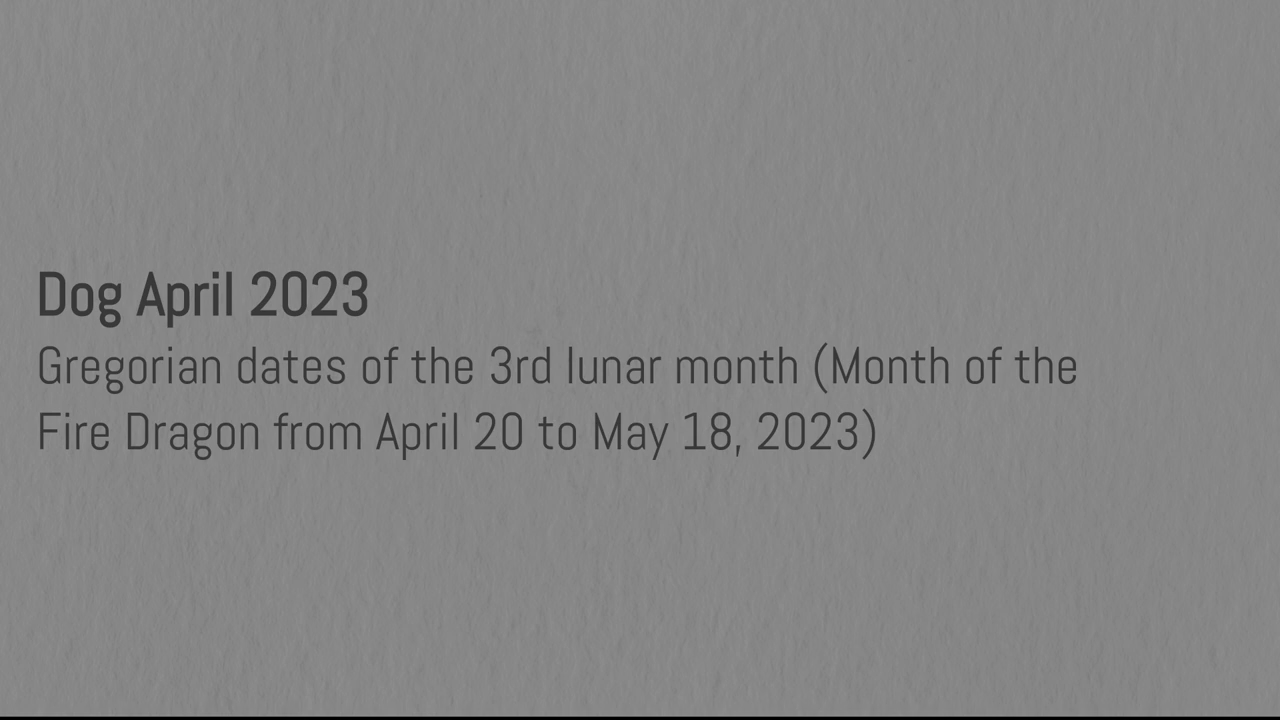 Dog April 2023
Gregorian dates of the 3rd lunar month (Month of the
Fire Dragon from April 20 to May 18, 2023)